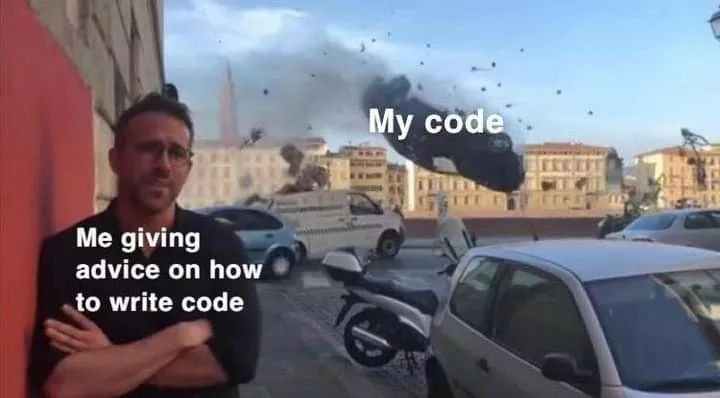 My code
Me giving
advice on how
to write code